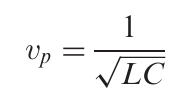 $v_p = \frac{1}{\sqrt{LC}}$